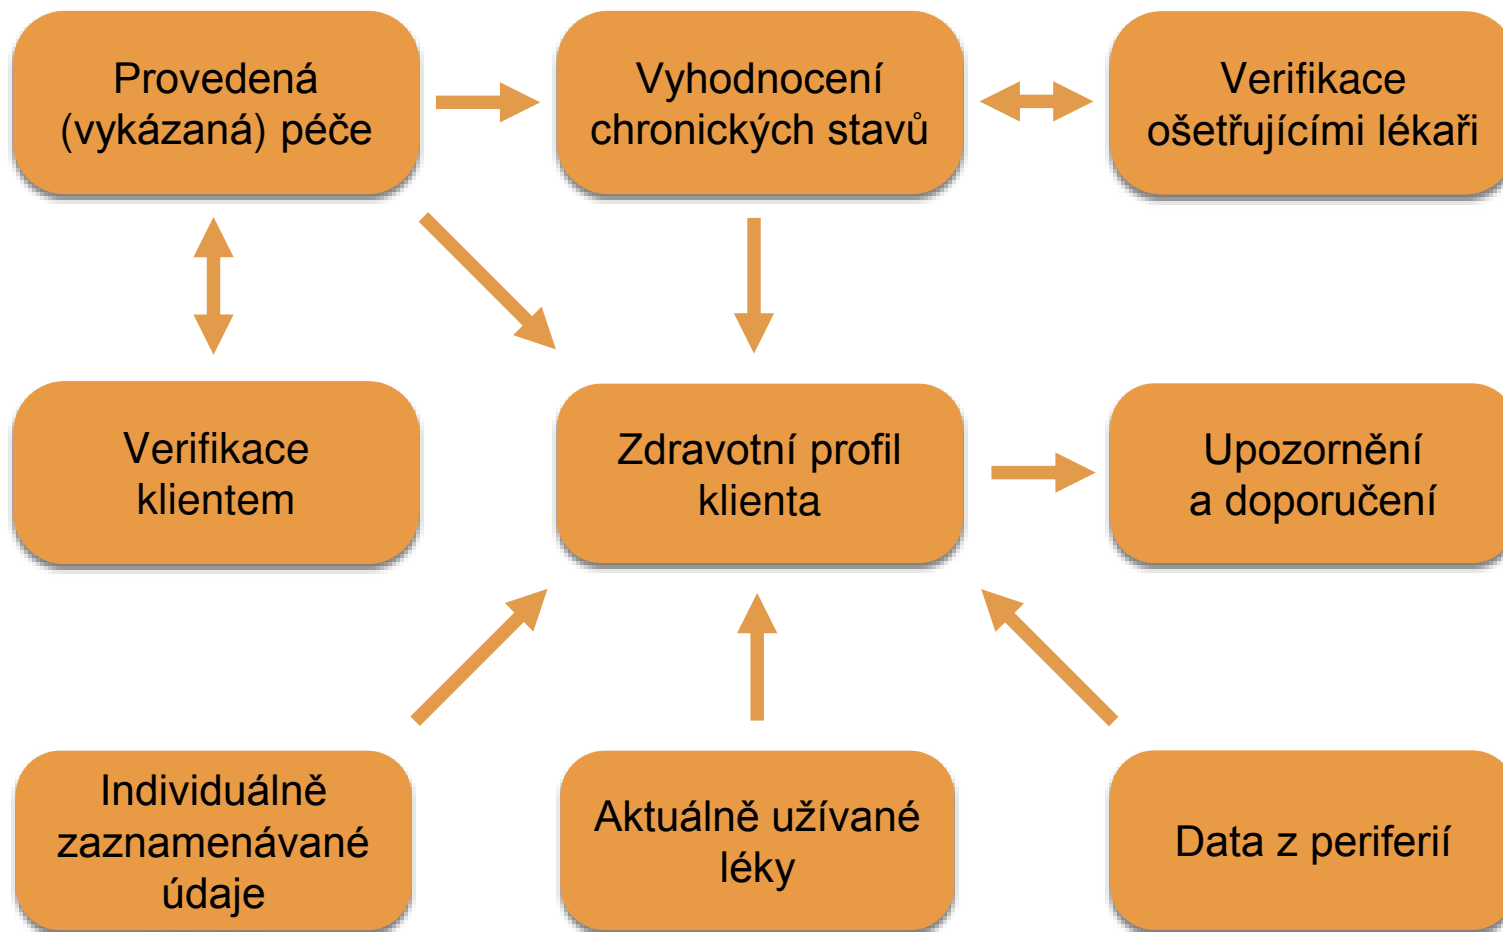 Provedená
(vykázaná) péče
Vyhodnocení
chronických stavů
Verifikace
ošetřujícími lékaři
Verifikace
klientem
Zdravotní profil
klienta
Upozornění
a doporučení
Individuálně
zaznamenávané
údaje
Aktuálně užívané
léky
Data z periferií